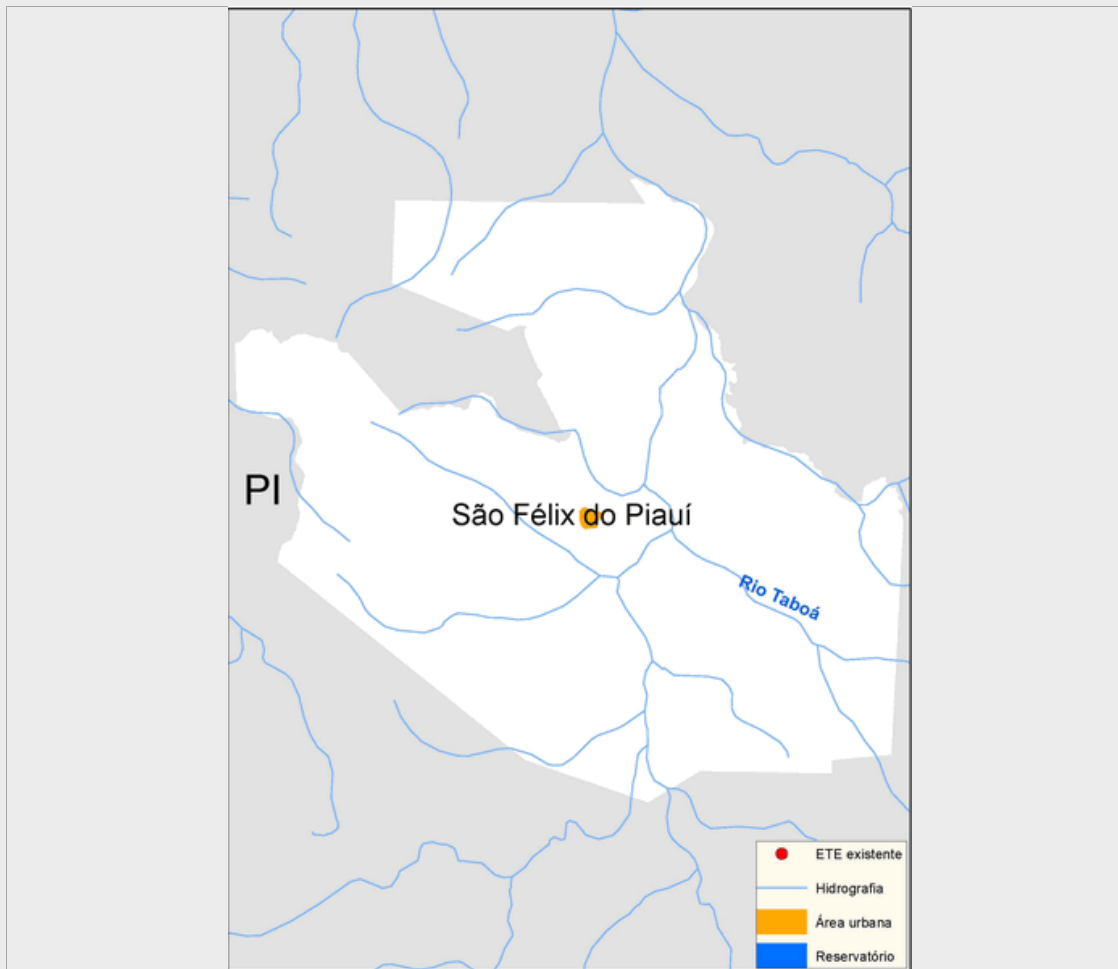 PI
São Félix do Piauí
Rio Taboá
ETE existente
Hidrografia
Área urbana
Reservatório